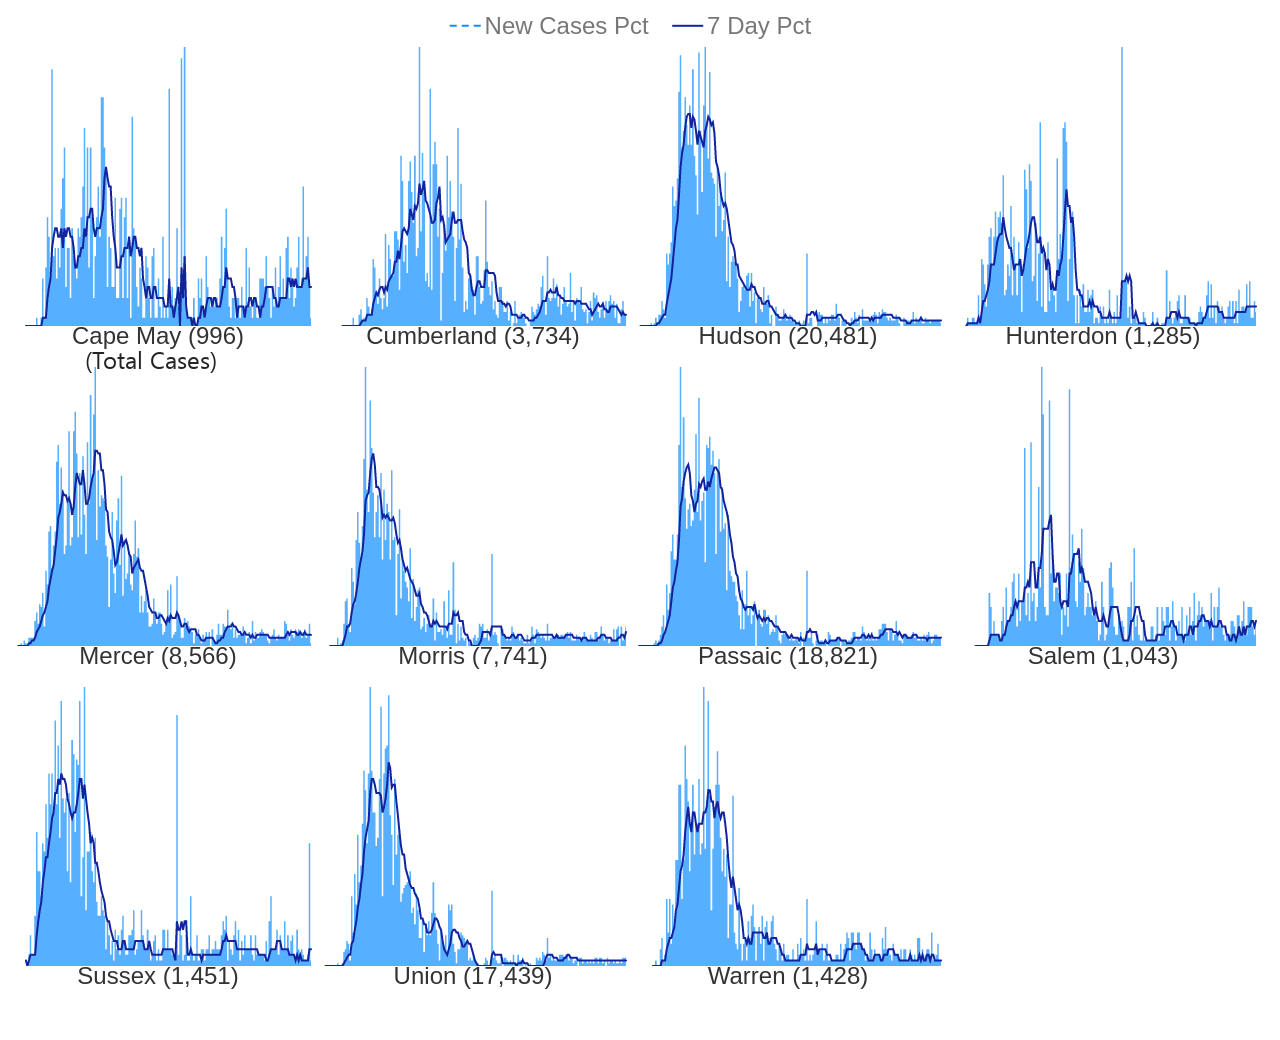 New Cases Pct 7 Day Pct
Cape May (996) Cumberland (3,734) Hudson (20,481) Hunterdon (1,285)
(Total Cases)
Mercer (8,566) Morris (7,741) Passaic (18,821) Salem (1,043)
Sussex (1,451) Union (17,439) Warren (1,428)